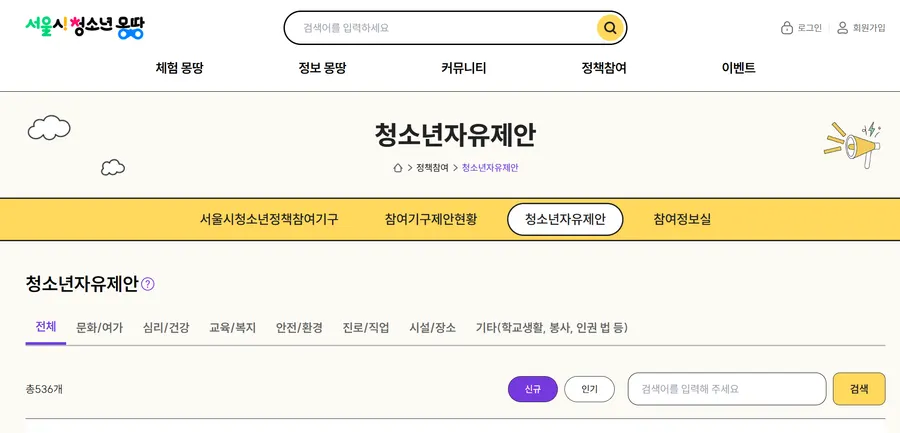 서울시 청소년 몽땅
검색어를 입력하세요
로그인 회원가입
체험 몽땅 정보 몽땅 커뮤니티 정책참여 이벤트
청소년자유제안
> 정책참여 > 청소년자유제안
서울시청소년정책참여기구 참여기구제안현황 청소년자유제안 참여정보실
청소년자유제안 ?
전체 문화/여가 심리/건강 교육/복지 안전/환경 진로/직업 시설/장소 기타(학교생활, 봉사, 인권 법 등)
총536개 신규 인기 검색어를 입력해 주세요 검색